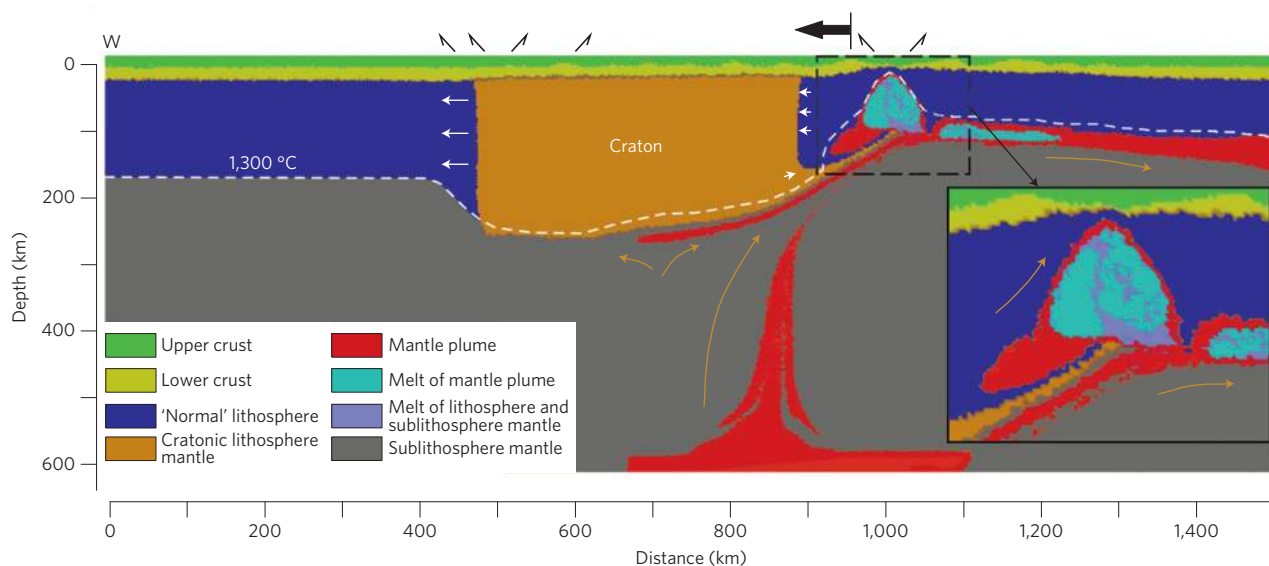 W
0
200
400
600
Depth (km)
1,300 °C
Craton
Upper crust
Lower crust
'Normal' lithosphere
Cratonic lithosphere
mantle
Mantle plume
Melt of mantle plume
Melt of lithosphere and
sublithosphere mantle
Sublithosphere mantle
0
200
400
600
800
1,000
1,200
1,400
Distance (km)